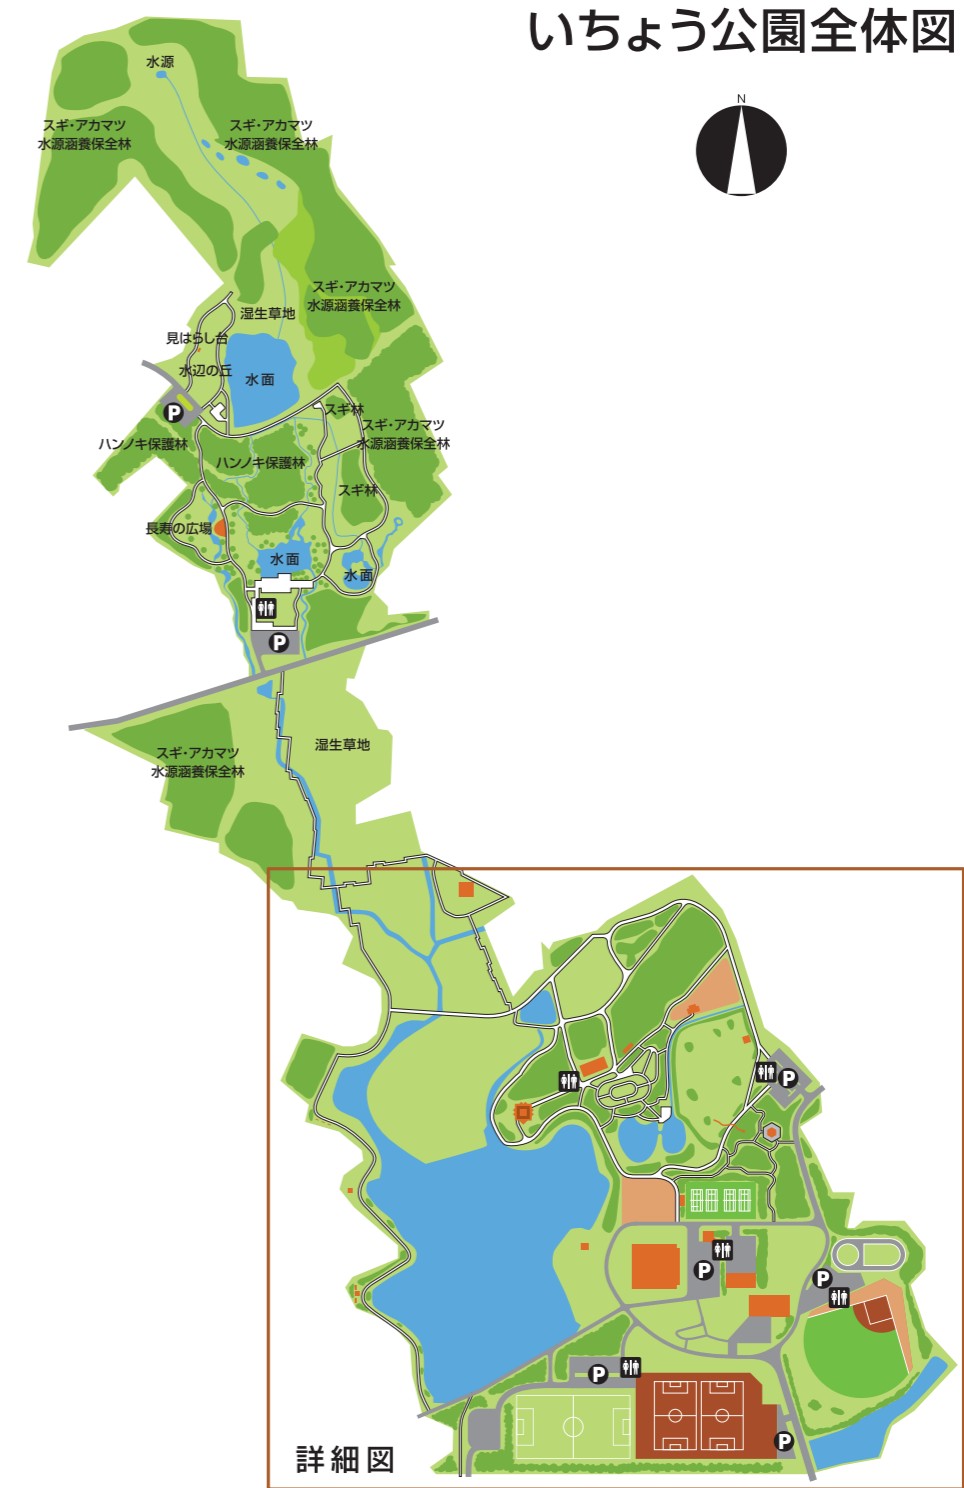 いちょう公園全体図
N
水源
スギ・アカマツ
水源涵養保全林
スギ・アカマツ
水源涵養保全林
スギ・アカマツ
水源涵養保全林
湿生草地
見はらし台
水辺の丘
水面
P
スギ林
スギ・アカマツ
水源涵養保全林
ハンノキ保護林
ハンノキ保護林
スギ林
長寿の広場
水面
水面
P
湿生草地
スギ・アカマツ
水源涵養保全林
P
P
P
P
P
詳細図